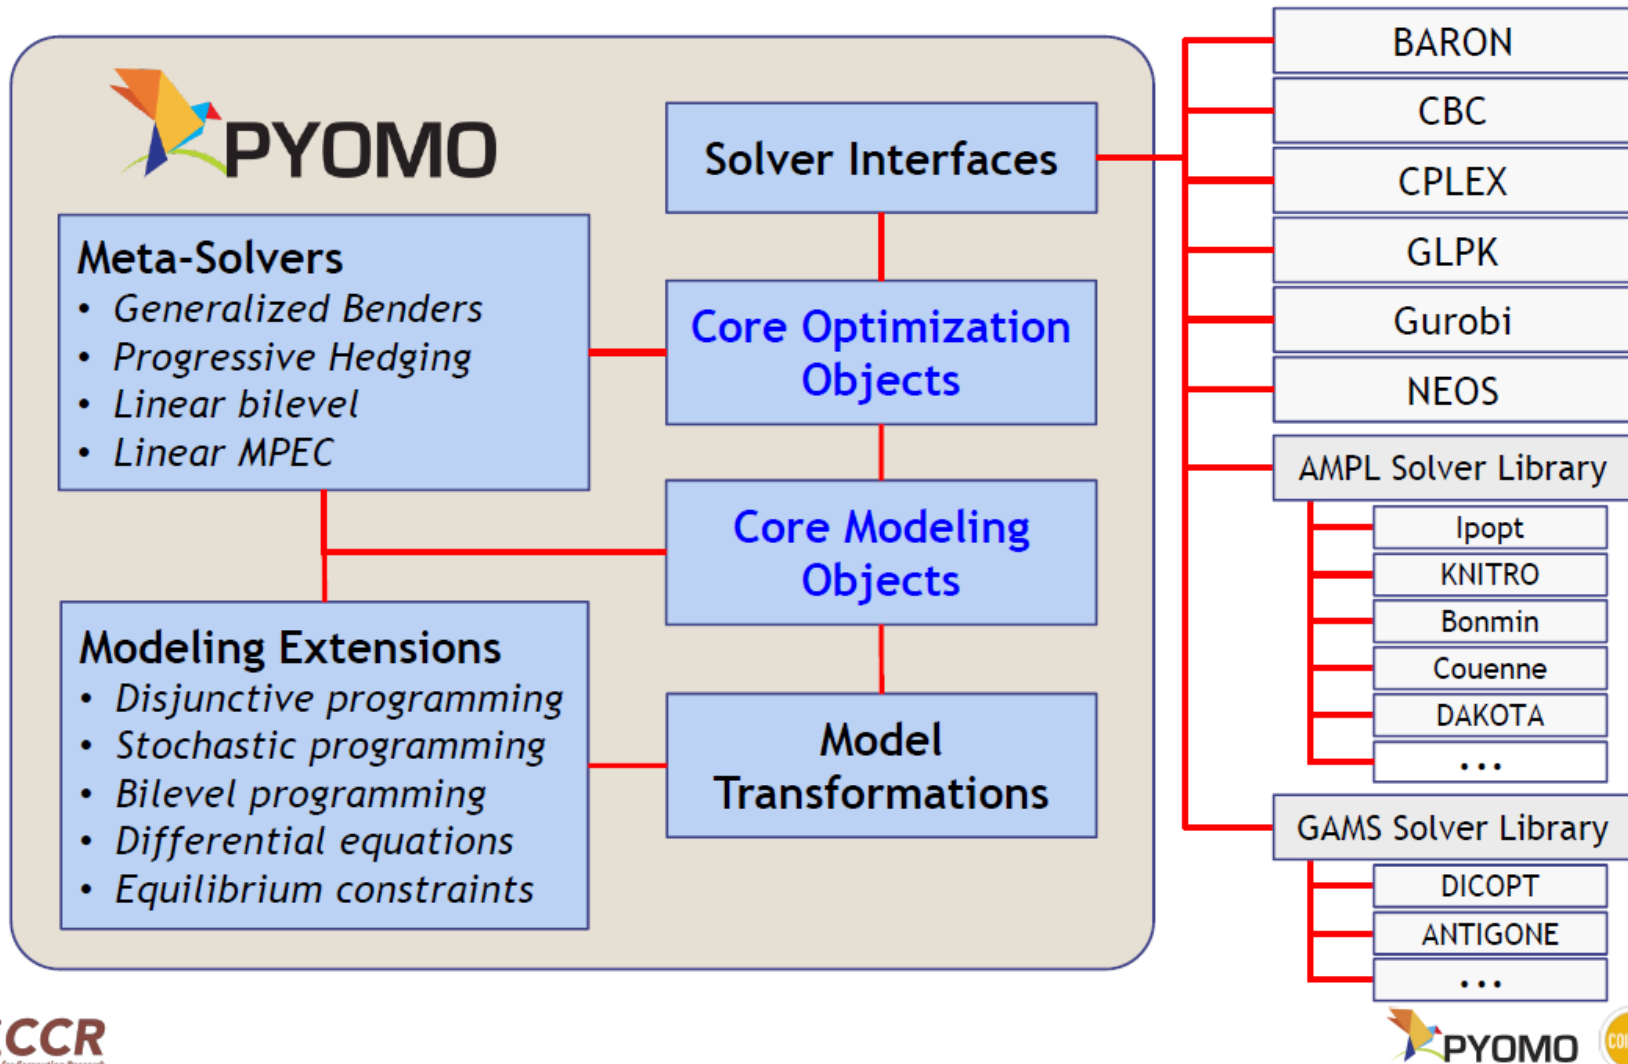 PYOMO
Solver Interfaces
Meta-Solvers
• Generalized Benders
• Progressive Hedging
• Linear bilevel
• Linear MPEC
Core Optimization
Objects
Core Modeling
Objects
Modeling Extensions
• Disjunctive programming
• Stochastic programming
• Bilevel programming
• Differential equations
• Equilibrium constraints
Model
Transformations
BARON
CBC
CPLEX
GLPK
Gurobi
NEOS
AMPL Solver Library
Ipopt
KNITRO
Bonmin
Couenne
DAKOTA
...
GAMS Solver Library
DICOPT
ANTIGONE
...
CCR
PYOMO